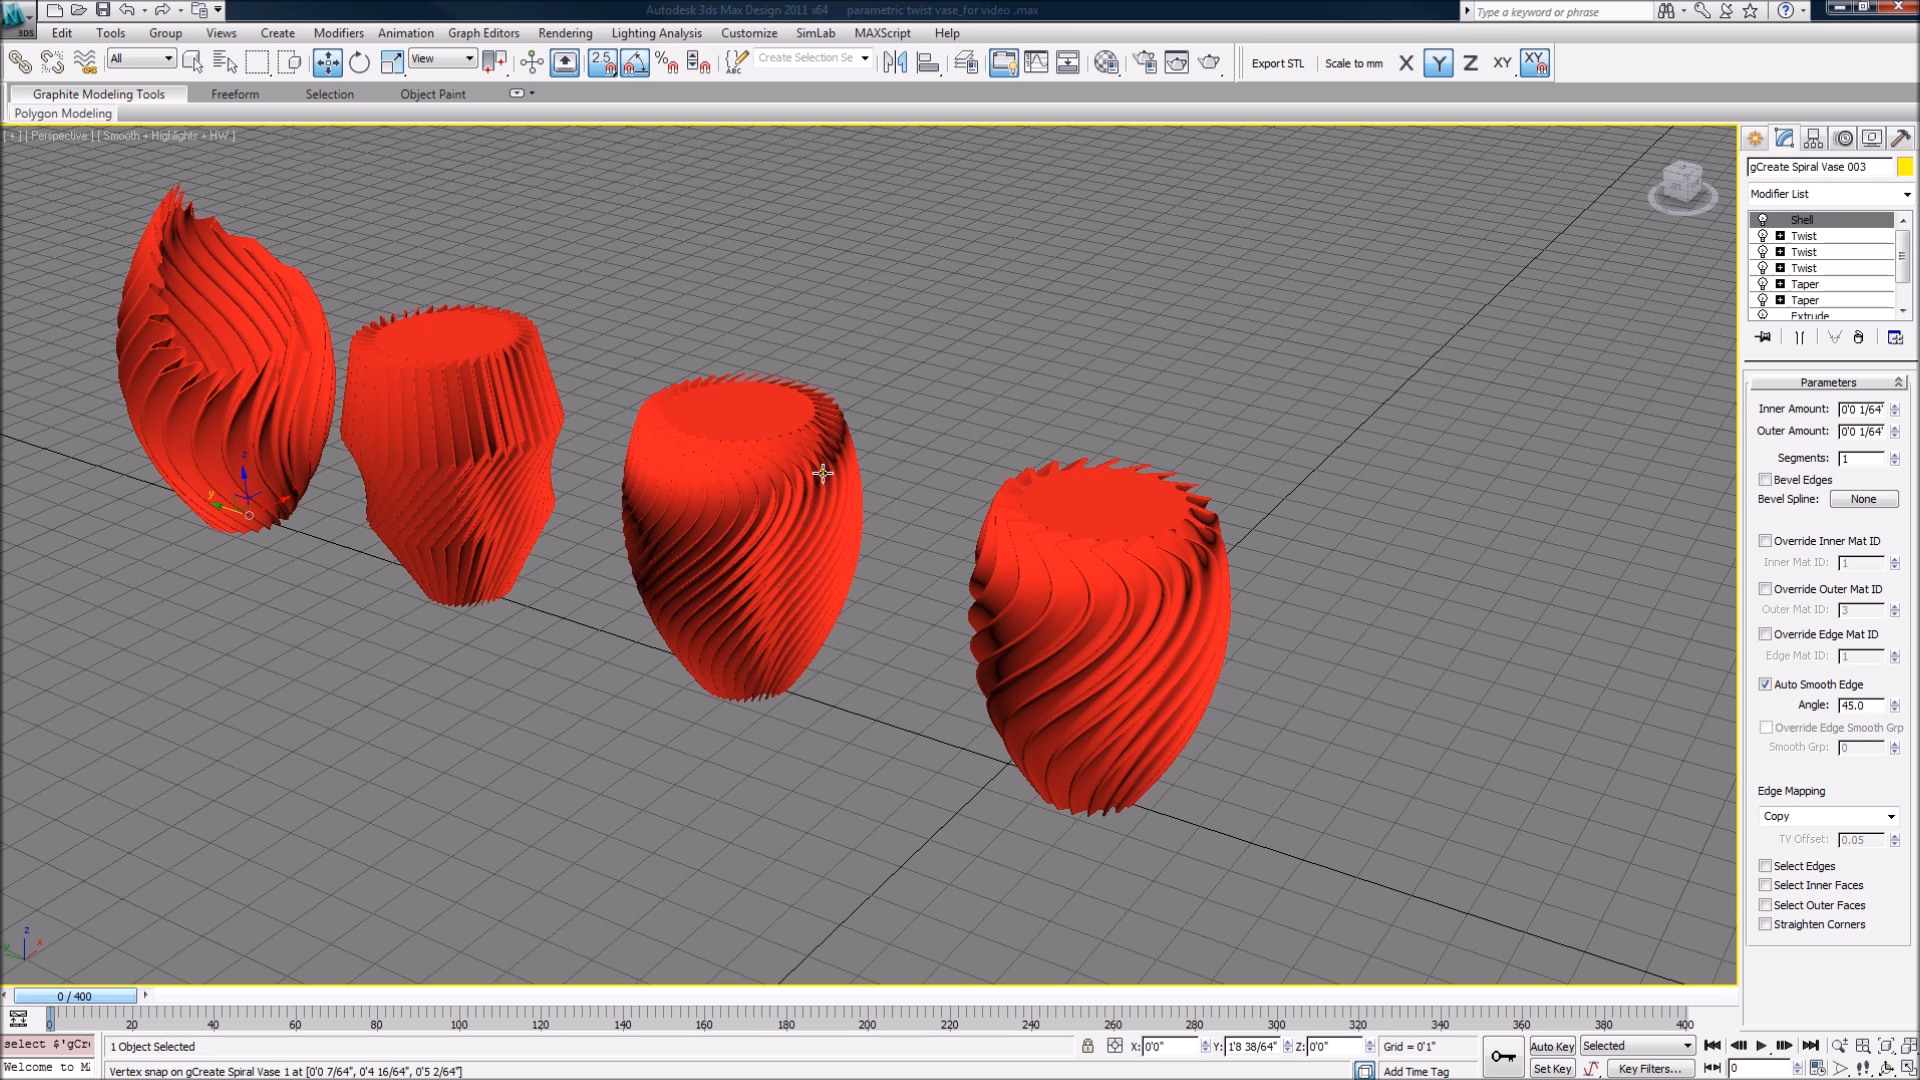 Autodesk 3ds Max Design 2011 x64 parametric twist vase_for video .max
Type a keyword or phrase
3DS
Edit Tools Group Views Create Modifiers Animation Graph Editors Rendering Lighting Analysis Customize SimLab MAXScript Help
All View 2.5 ABC Create Selection Se Export STL Scale to mm X Y Z XY XY
Graphite Modeling Tools Freeform Selection Object Paint
Polygon Modeling
[ + ] [ Perspective ] [ Smooth + Highlights + HW ]
gCreate Spiral Vase 003
Modifier List
Shell
Twist
Twist
Twist
Taper
Taper
Extrude
Parameters
Inner Amount: 0'0 1/64"
Outer Amount: 0'0 1/64"
Segments: 1
Bevel Edges
Bevel Spline: None
Override Inner Mat ID
Inner Mat ID: 1
Override Outer Mat ID
Outer Mat ID: 3
Override Edge Mat ID
Edge Mat ID: 1
Auto Smooth Edge
Angle: 45.0
Override Edge Smooth Grp
Smooth Grp: 0
Edge Mapping
Copy
TV Offset: 0.05
Select Edges
Select Inner Faces
Select Outer Faces
Straighten Corners
z
y
z
x
y
0 / 400
0 20 40 60 80 100 120 140 160 180 200 220 240 260 280 300 320 340 360 380 400
select $'gCr
1 Object Selected X: 0'0" Y: 1'8 38/64" Z: 0'0" Grid = 0'1" Auto Key Selected
Welcome to M
Vertex snap on gCreate Spiral Vase 1 at [0'0 7/64", 0'4 16/64", 0'5 2/64"] Add Time Tag Set Key Key Filters... 0